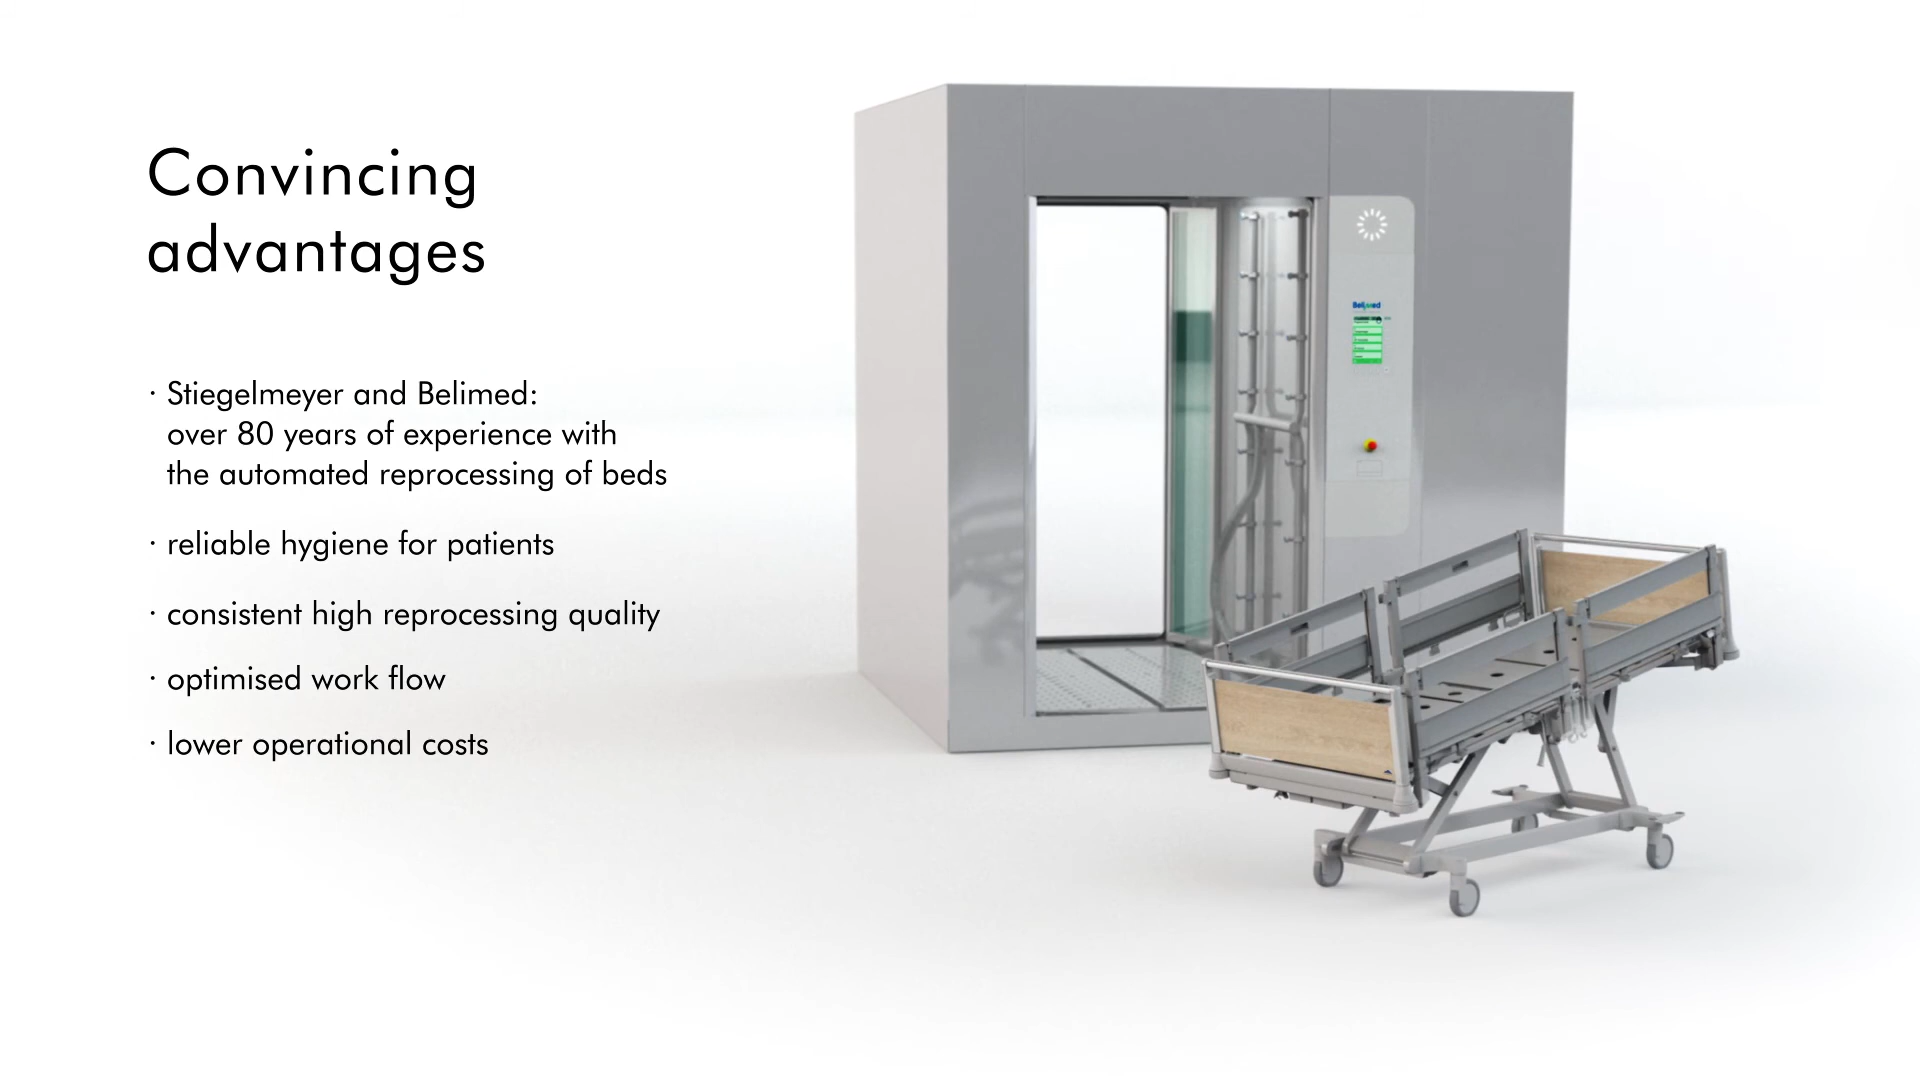 Convincing
advantages
· Stiegelmeyer and Belimed:
over 80 years of experience with
the automated reprocessing of beds
· reliable hygiene for patients
· consistent high reprocessing quality
· optimised work flow
· lower operational costs
Belimed